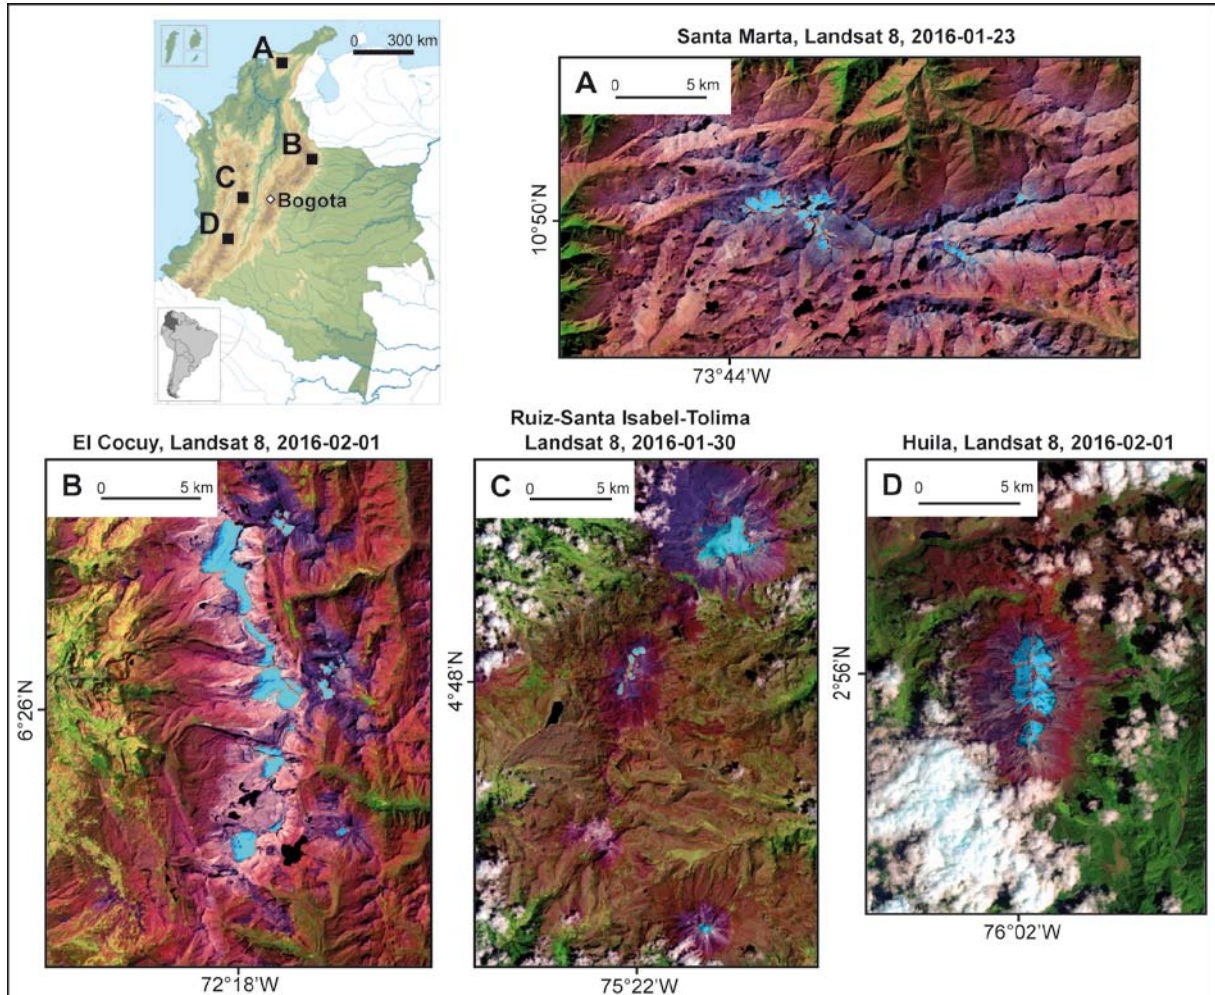 A
0 300 km
B
C
Bogota
D
Santa Marta, Landsat 8, 2016-01-23
A
0 5 km
10°50'N
73°44'W
El Cocuy, Landsat 8, 2016-02-01
B
0 5 km
6°26'N
72°18'W
Ruiz-Santa Isabel-Tolima
Landsat 8, 2016-01-30
C
0 5 km
4°48'N
75°22'W
Huila, Landsat 8, 2016-02-01
D
0 5 km
2°56'N
76°02'W